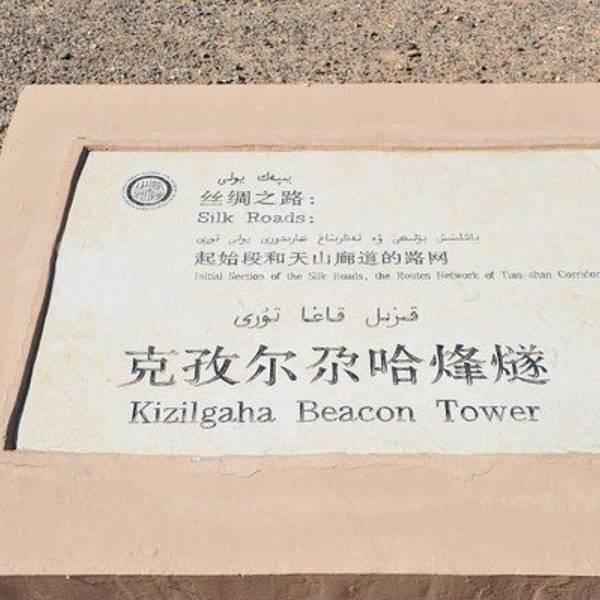 يىپەك يولى
丝绸之路：
Silk Roads:
起始段和天山廊道的路网
Initial Section of the Silk Roads, the Routes Network of Tian-shan Corridor
قىزىل قاغا تۇرى
克孜尔尕哈烽燧
Kizilgaha Beacon Tower